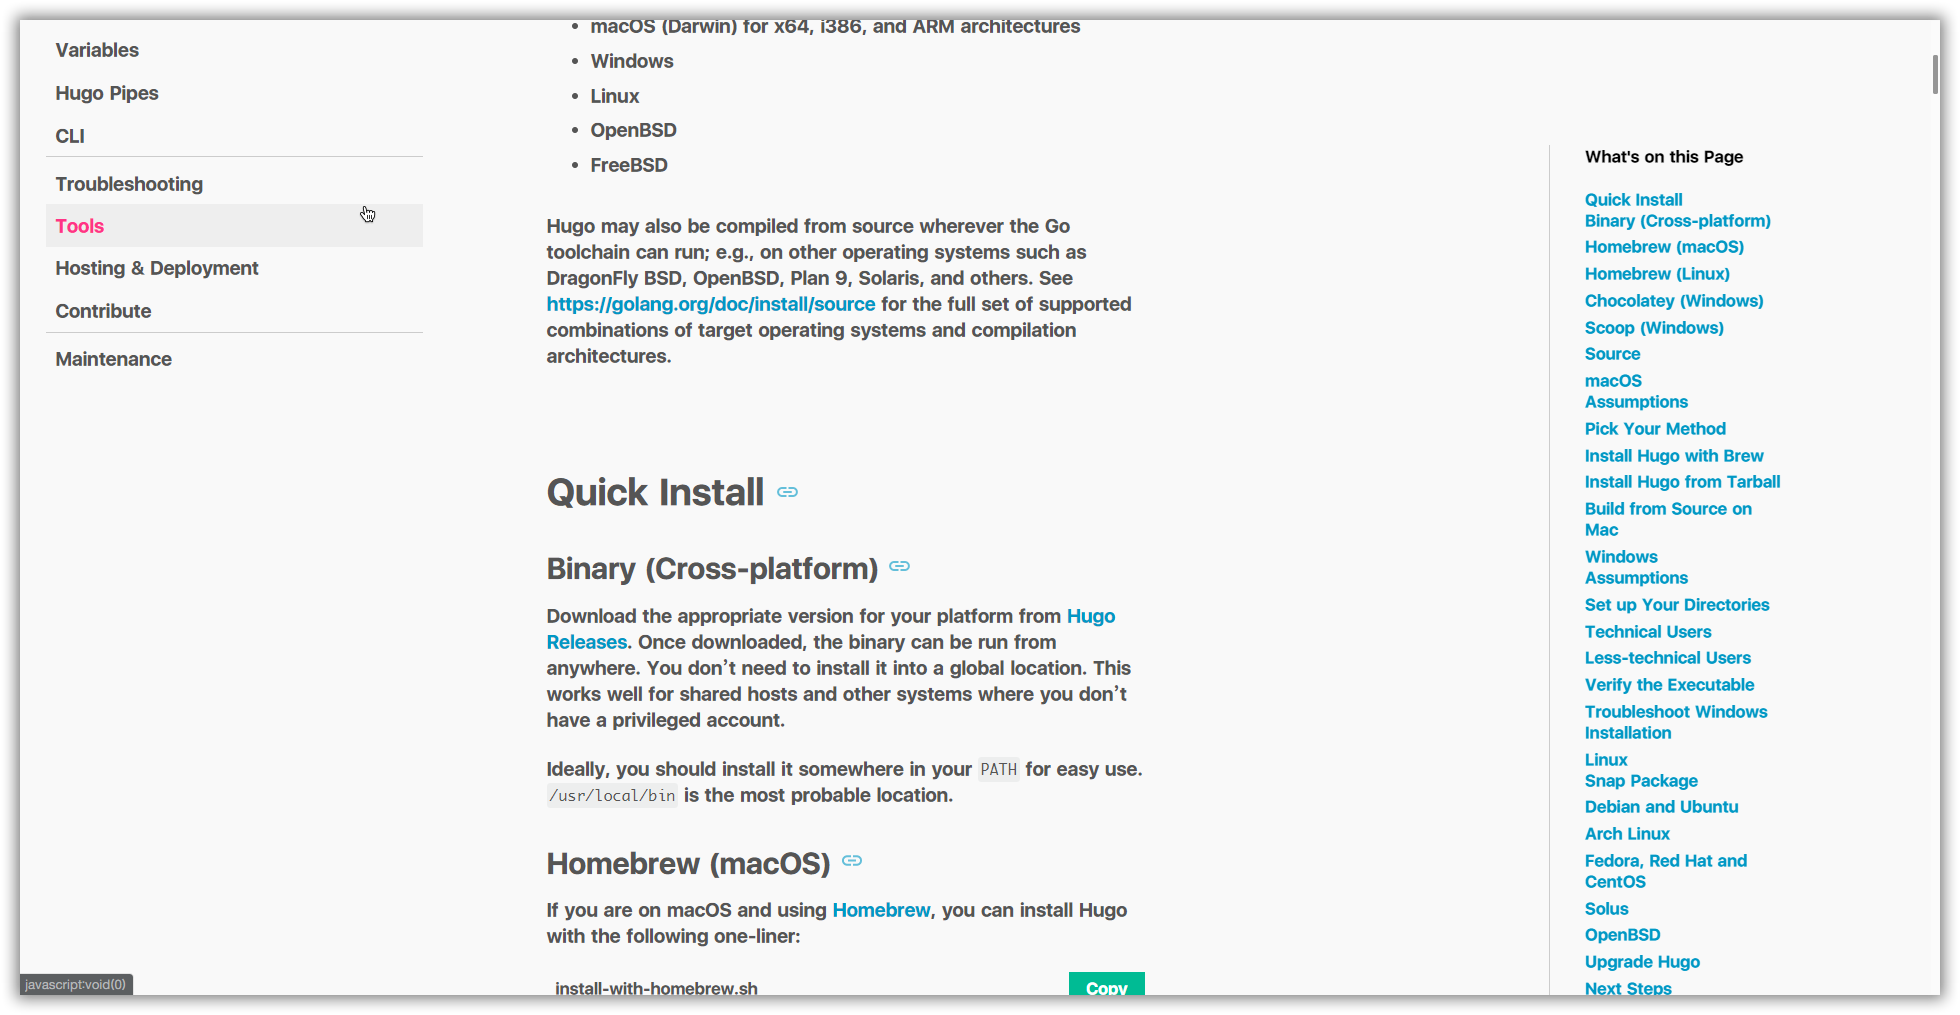 Variables
Hugo Pipes
CLI
Troubleshooting
Tools
Hosting & Deployment
Contribute
Maintenance
macOS (Darwin) for x64, i386, and ARM architectures
Windows
Linux
OpenBSD
FreeBSD
Hugo may also be compiled from source wherever the Go
toolchain can run; e.g., on other operating systems such as
DragonFly BSD, OpenBSD, Plan 9, Solaris, and others. See
https://golang.org/doc/install/source for the full set of supported
combinations of target operating systems and compilation
architectures.
Quick Install
Binary (Cross-platform)
Download the appropriate version for your platform from Hugo
Releases. Once downloaded, the binary can be run from
anywhere. You don’t need to install it into a global location. This
works well for shared hosts and other systems where you don’t
have a privileged account.
Ideally, you should install it somewhere in your PATH for easy use.
/usr/local/bin is the most probable location.
Homebrew (macOS)
If you are on macOS and using Homebrew, you can install Hugo
with the following one-liner:
install-with-homebrew.sh
Copy
What's on this Page
Quick Install
Binary (Cross-platform)
Homebrew (macOS)
Homebrew (Linux)
Chocolatey (Windows)
Scoop (Windows)
Source
macOS
Assumptions
Pick Your Method
Install Hugo with Brew
Install Hugo from Tarball
Build from Source on
Mac
Windows
Assumptions
Set up Your Directories
Technical Users
Less-technical Users
Verify the Executable
Troubleshoot Windows
Installation
Linux
Snap Package
Debian and Ubuntu
Arch Linux
Fedora, Red Hat and
CentOS
Solus
OpenBSD
Upgrade Hugo
Next Steps
javascript:void(0)